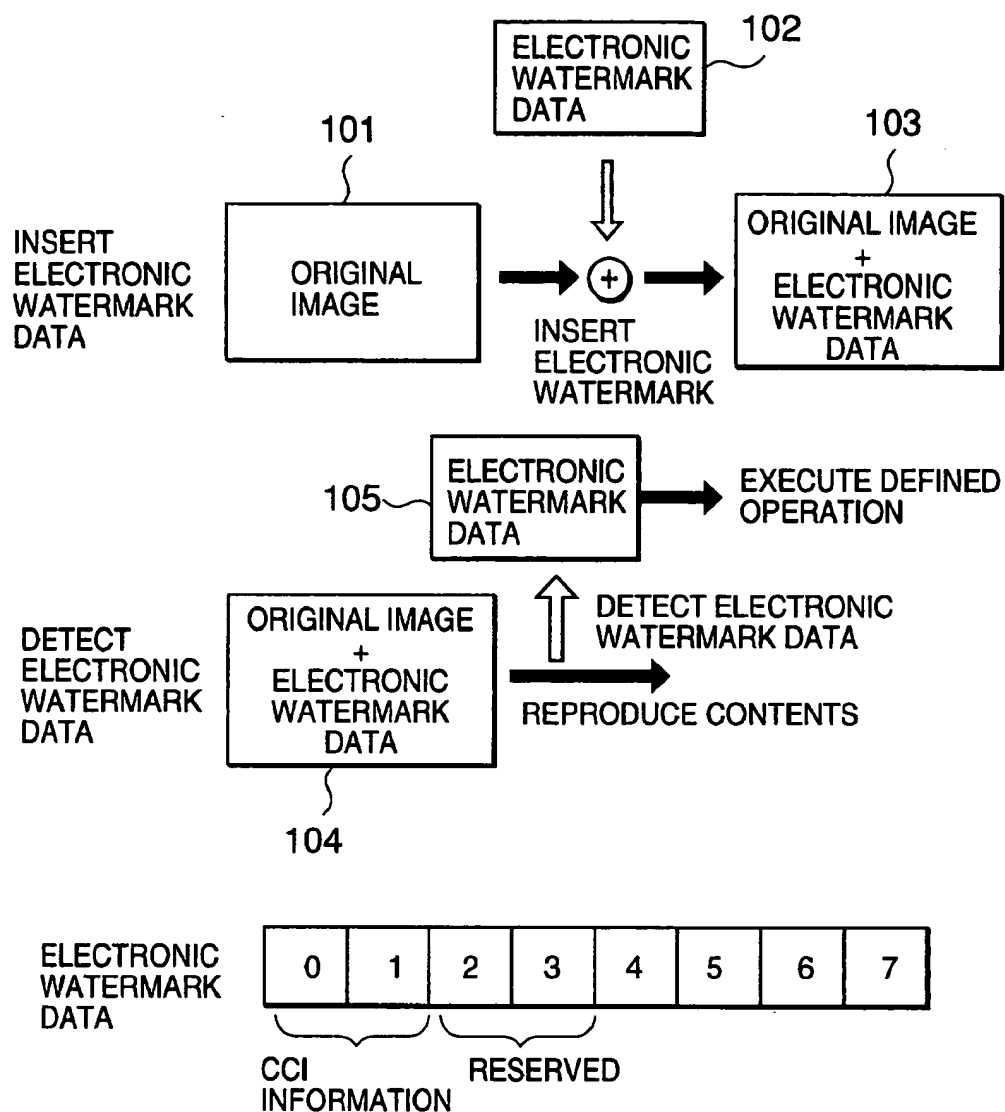 ELECTRONIC
WATERMARK
DATA
102
101
103
INSERT
ELECTRONIC
WATERMARK
DATA
ORIGINAL
IMAGE
+
INSERT
ELECTRONIC
WATERMARK
ORIGINAL IMAGE
+
ELECTRONIC
WATERMARK
DATA
105
ELECTRONIC
WATERMARK
DATA
EXECUTE DEFINED
OPERATION
DETECT
ELECTRONIC
WATERMARK
DATA
ORIGINAL IMAGE
+
ELECTRONIC
WATERMARK
DATA
DETECT ELECTRONIC
WATERMARK DATA
REPRODUCE CONTENTS
104
ELECTRONIC
WATERMARK
DATA
0 1 2 3 4 5 6 7
CCI
INFORMATION
RESERVED